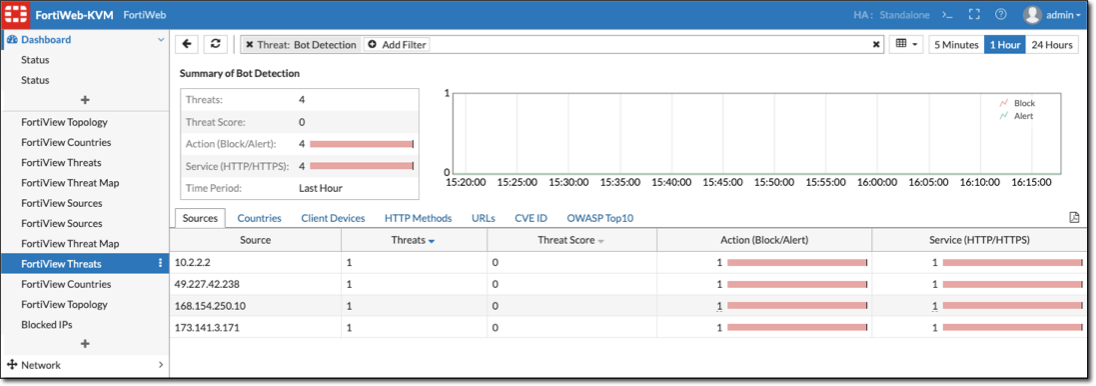 FortiWeb-KVM FortiWeb HA: Standalone >_ admin
Dashboard
Status
Status
FortiView Topology
FortiView Countries
FortiView Threats
FortiView Threat Map
FortiView Sources
FortiView Sources
FortiView Threat Map
FortiView Threats
FortiView Countries
FortiView Topology
Blocked IPs
Network
Threat: Bot Detection Add Filter 5 Minutes 1 Hour 24 Hours
Summary of Bot Detection
Threats: 4
Threat Score: 0
Action (Block/Alert): 4
Service (HTTP/HTTPS): 4
Time Period: Last Hour
1
Block
Alert
0
15:20:00 15:25:00 15:30:00 15:35:00 15:40:00 15:45:00 15:50:00 15:55:00 16:00:00 16:05:00 16:10:00 16:15:00
Sources Countries Client Devices HTTP Methods URLs CVE ID OWASP Top10
Source Threats Threat Score Action (Block/Alert) Service (HTTP/HTTPS)
10.2.2.2 1 0 1 1
49.227.42.238 1 0 1 1
168.154.250.10 1 0 1 1
173.141.3.171 1 0 1 1